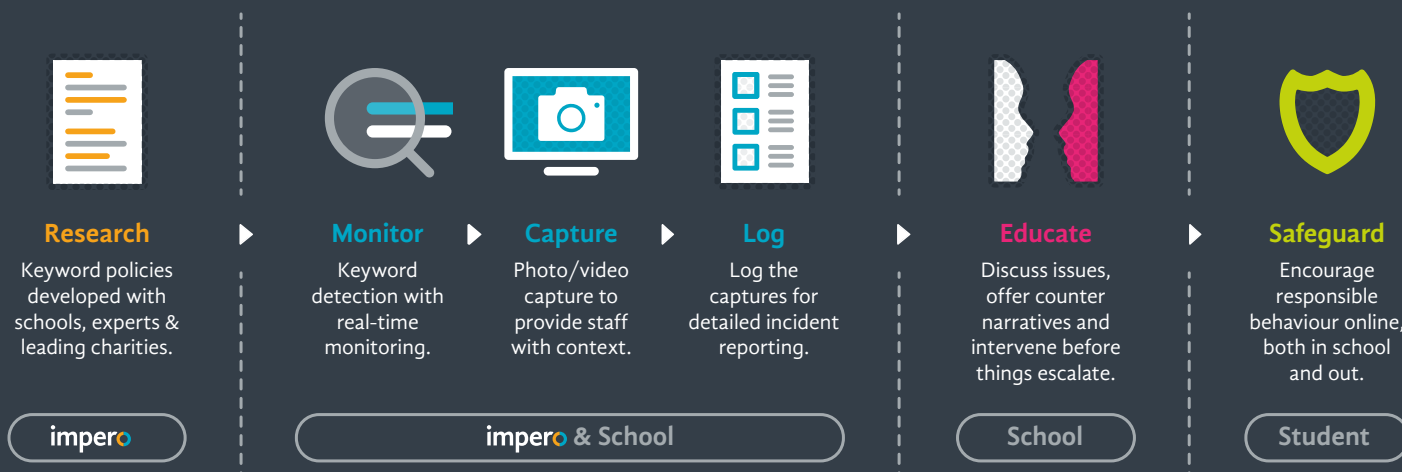 Research
Keyword policies
developed with
schools, experts &
leading charities.
impero
Monitor
Keyword
detection with
real-time
monitoring.
Capture
Photo/video
capture to
provide staff
with context.
Log
Log the
captures for
detailed incident
reporting.
impero & School
Educate
Discuss issues,
offer counter
narratives and
intervene before
things escalate.
School
Safeguard
Encourage
responsible
behaviour online,
both in school
and out.
Student